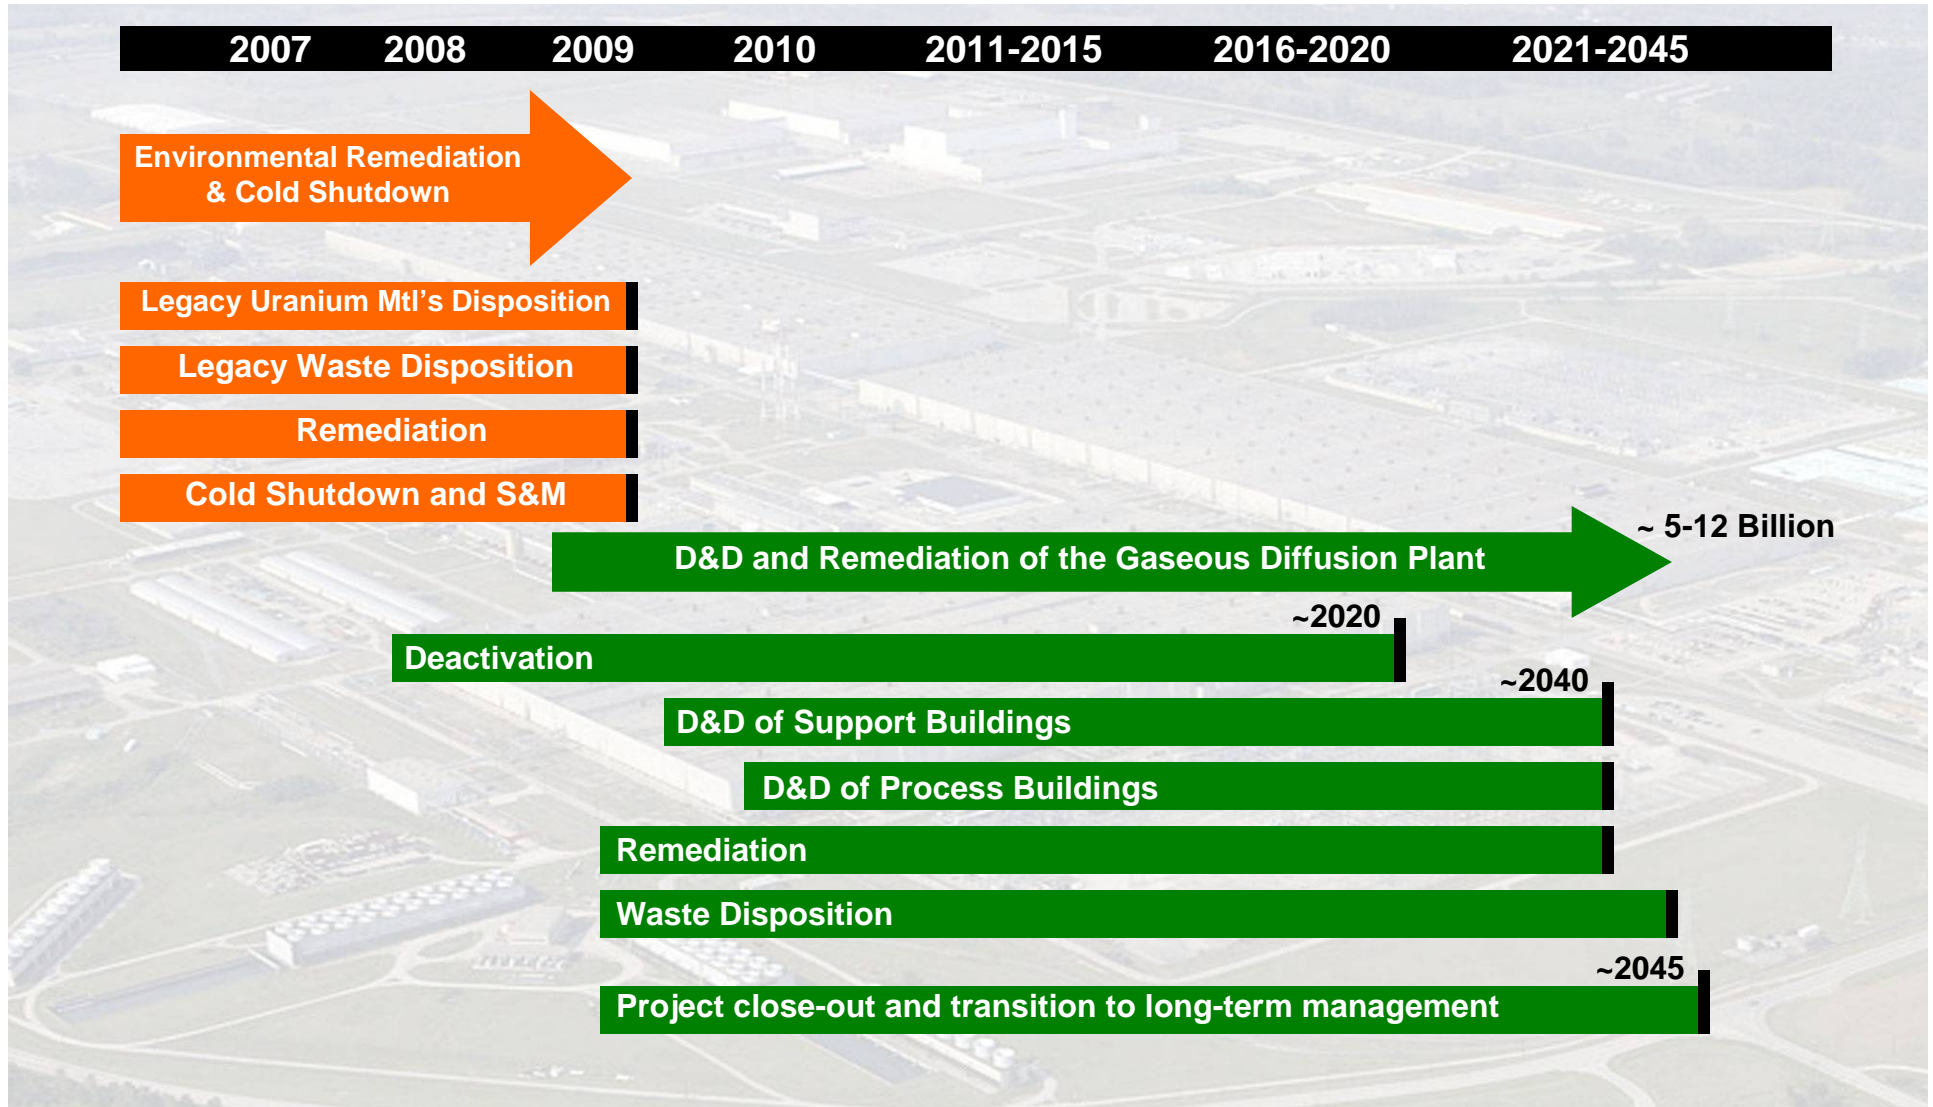 2007 2008 2009 2010 2011-2015 2016-2020 2021-2045
Environmental Remediation
& Cold Shutdown
Legacy Uranium Mtl’s Disposition
Legacy Waste Disposition
Remediation
Cold Shutdown and S&M
~ 5-12 Billion
D&D and Remediation of the Gaseous Diffusion Plant
~2020
Deactivation
~2040
D&D of Support Buildings
D&D of Process Buildings
Remediation
Waste Disposition
~2045
Project close-out and transition to long-term management